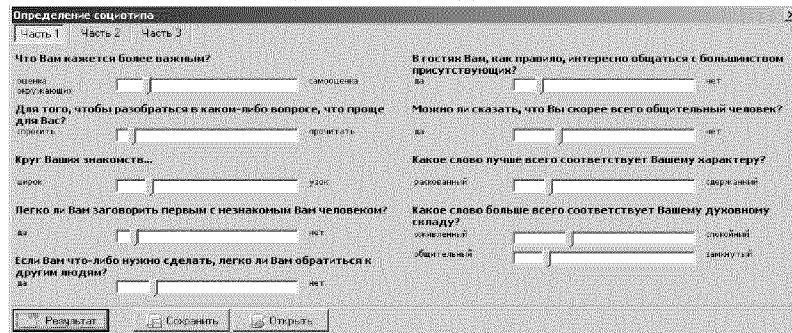 Определение социотипа
Часть 1 Часть 2 Часть 3
Что Вам кажется более важным?
оценка окружающих
самооценка
Для того, чтобы разобраться в каком-либо вопросе, что проще
для Вас?
спросить
прочитать
Круг Ваших знакомств...
широк
узок
Легко ли Вам заговорить первым с незнакомым Вам человеком?
да
нет
Если Вам что-либо нужно сделать, легко ли Вам обратиться к
другим людям?
да
нет
В гостях Вам, как правило, интересно общаться с большинством
присутствующих?
да
нет
Можно ли сказать, что Вы скорее всего общительный человек?
да
нет
Какое слово лучше всего соответствует Вашему характеру?
раскованный
сдержанный
Какое слово больше всего соответствует Вашему духовному
складу?
оживленный
спокойный
общительный
замкнутый
Результат Сохранить Открыть